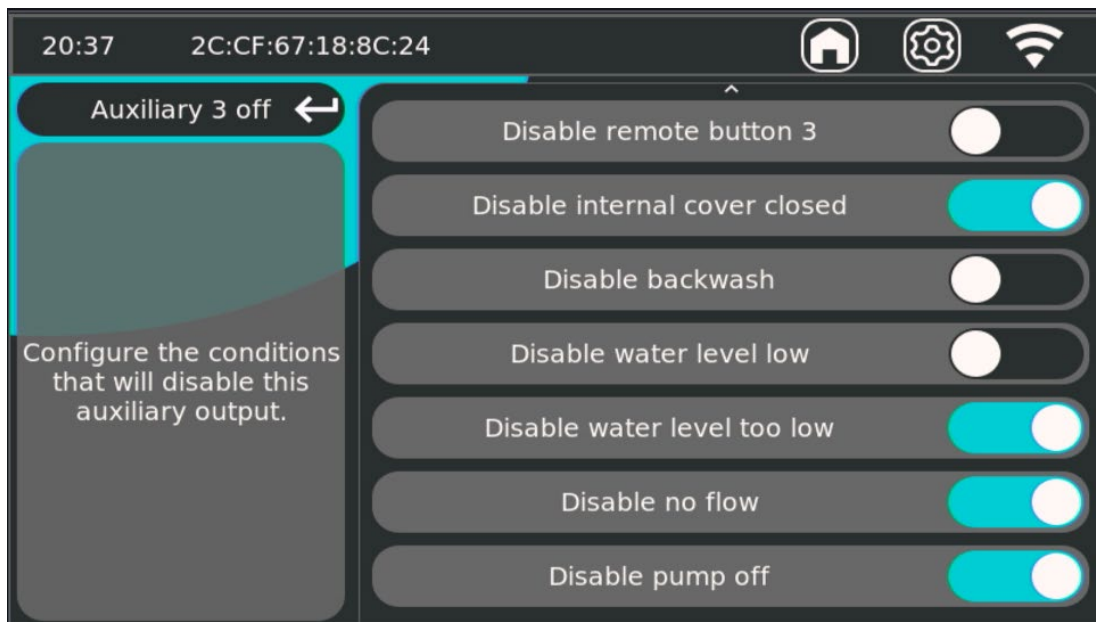 20:37 2C:CF:67:18:8C:24
Auxiliary 3 off
Configure the conditions
that will disable this
auxiliary output.
Disable remote button 3
Disable internal cover closed
Disable backwash
Disable water level low
Disable water level too low
Disable no flow
Disable pump off